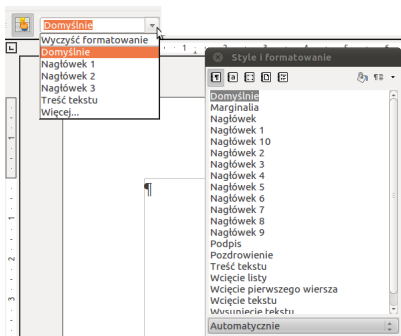 Domyślnie
Wyczyść formatowanie
Domyślnie
Nagłówek 1
Nagłówek 2
Nagłówek 3
Treść tekstu
Więcej...
Style i formatowanie
Domyślnie
Marginalia
Nagłówek
Nagłówek 1
Nagłówek 10
Nagłówek 2
Nagłówek 3
Nagłówek 4
Nagłówek 5
Nagłówek 6
Nagłówek 7
Nagłówek 8
Nagłówek 9
Podpis
Pozdrowienie
Treść tekstu
Wcięcie listy
Wcięcie pierwszego wiersza
Wcięcie tekstu
Wysunięcie tekstu
Automatycznie